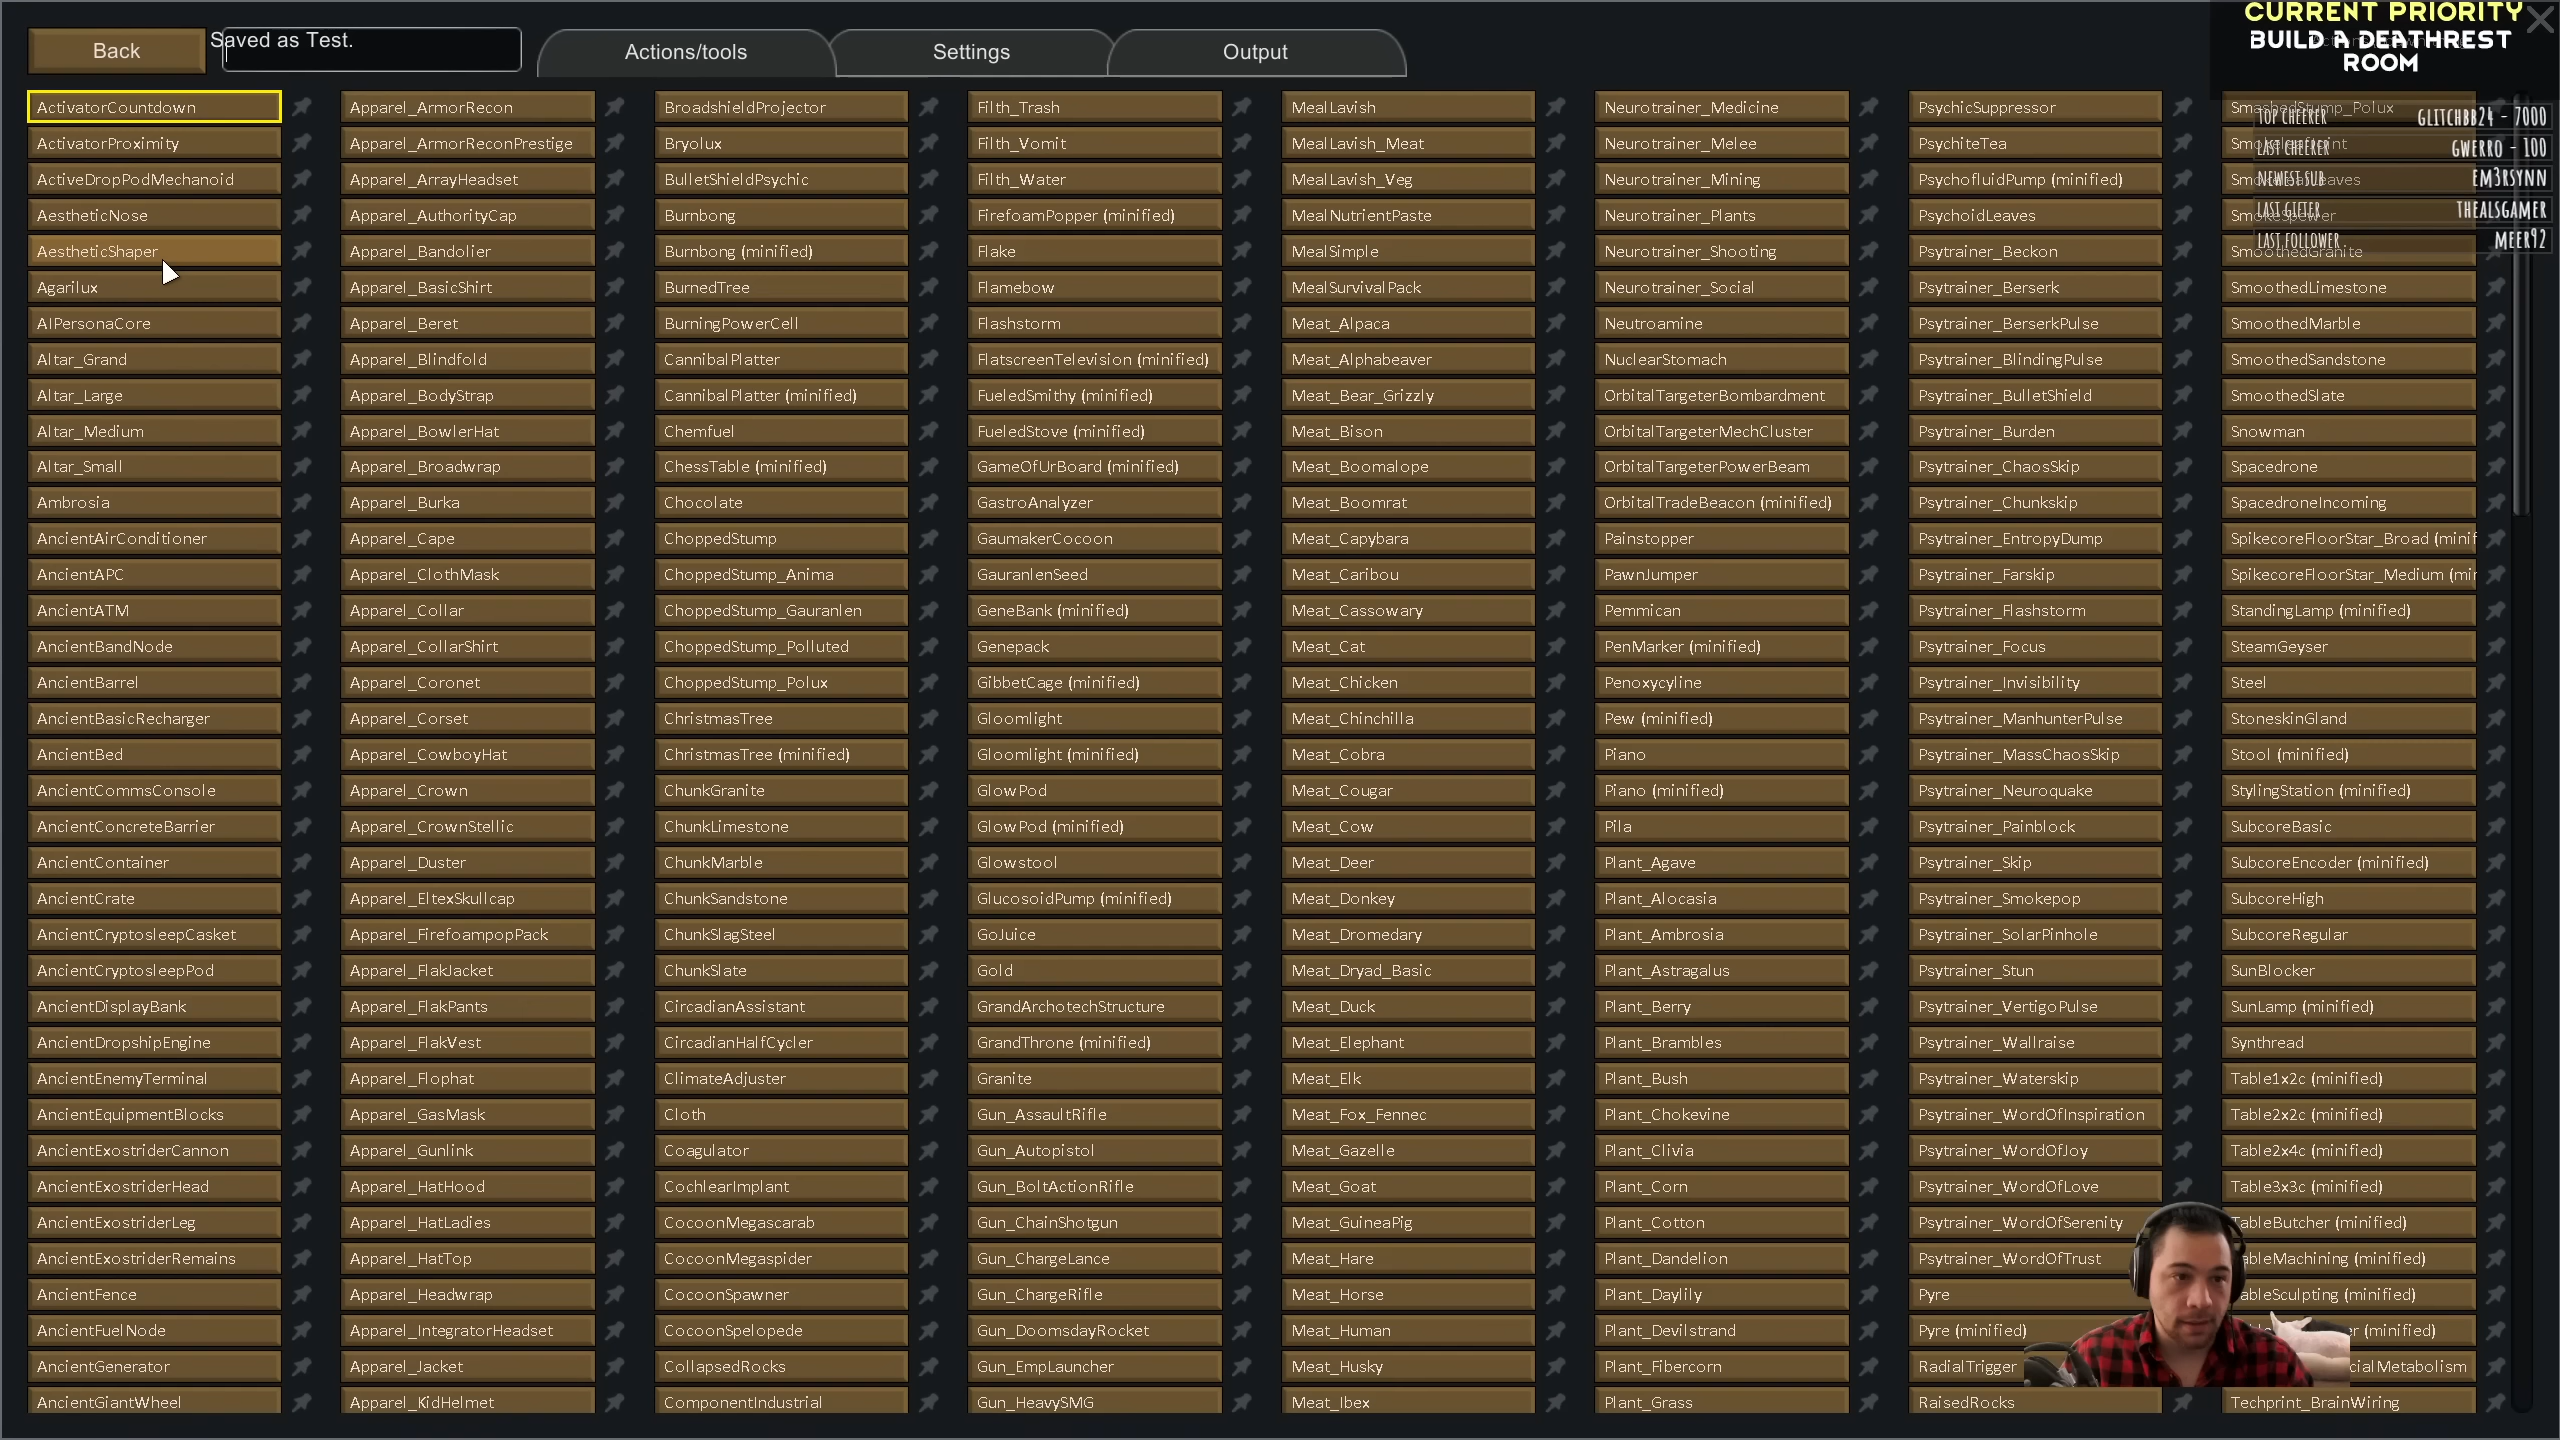 Back
Saved as Test.
Actions/tools
Settings
Output
CURRENT PRIORITY
BUILD A DEATHREST
ROOM
TOP CHEERER
GLITCHBB24 - 7000
LAST CHEERER
GWERRO - 100
NEWEST SUB
EM3RSYNN
LAST GIFTER
THEALSGAMER
LAST FOLLOWER
MEER92
ActivatorCountdown
ActivatorProximity
ActiveDropPodMechanoid
AestheticNose
AestheticShaper
Agarilux
AIPersonaCore
Altar_Grand
Altar_Large
Altar_Medium
Altar_Small
Ambrosia
AncientAirConditioner
AncientAPC
AncientATM
AncientBandNode
AncientBarrel
AncientBasicRecharger
AncientBed
AncientCommsConsole
AncientConcreteBarrier
AncientContainer
AncientCrate
AncientCryptosleepCasket
AncientCryptosleepPod
AncientDisplayBank
AncientDropshipEngine
AncientEnemyTerminal
AncientEquipmentBlocks
AncientExostriderCannon
AncientExostriderHead
AncientExostriderLeg
AncientExostriderRemains
AncientFence
AncientFuelNode
AncientGenerator
AncientGiantWheel
Apparel_ArmorRecon
Apparel_ArmorReconPrestige
Apparel_ArrayHeadset
Apparel_AuthorityCap
Apparel_Bandolier
Apparel_BasicShirt
Apparel_Beret
Apparel_Blindfold
Apparel_BodyStrap
Apparel_BowlerHat
Apparel_Broadwrap
Apparel_Burka
Apparel_Cape
Apparel_ClothMask
Apparel_Collar
Apparel_CollarShirt
Apparel_Coronet
Apparel_Corset
Apparel_CowboyHat
Apparel_Crown
Apparel_CrownStellic
Apparel_Duster
Apparel_EltexSkullcap
Apparel_FirefoampopPack
Apparel_FlakJacket
Apparel_FlakPants
Apparel_FlakVest
Apparel_Flophat
Apparel_GasMask
Apparel_Gunlink
Apparel_HatHood
Apparel_HatLadies
Apparel_HatTop
Apparel_Headwrap
Apparel_IntegratorHeadset
Apparel_Jacket
Apparel_KidHelmet
BroadshieldProjector
Bryolux
BulletShieldPsychic
Burnbong
Burnbong (minified)
BurnedTree
BurningPowerCell
CannibalPlatter
CannibalPlatter (minified)
Chemfuel
ChessTable (minified)
Chocolate
ChoppedStump
ChoppedStump_Anima
ChoppedStump_Gauranlen
ChoppedStump_Polluted
ChoppedStump_Polux
ChristmasTree
ChristmasTree (minified)
ChunkGranite
ChunkLimestone
ChunkMarble
ChunkSandstone
ChunkSlagSteel
ChunkSlate
CircadianAssistant
CircadianHalfCycler
ClimateAdjuster
Cloth
Coagulator
CochlearImplant
CocoonMegascarab
CocoonMegaspider
CocoonSpawner
CocoonSpelopede
CollapsedRocks
ComponentIndustrial
Filth_Trash
Filth_Vomit
Filth_Water
FirefoamPopper (minified)
Flake
Flamebow
Flashstorm
FlatscreenTelevision (minified)
FueledSmithy (minified)
FueledStove (minified)
GameOfUrBoard (minified)
GastroAnalyzer
GaumakerCocoon
GauranlenSeed
GeneBank (minified)
Genepack
GibbetCage (minified)
Gloomlight
Gloomlight (minified)
GlowPod
GlowPod (minified)
Glowstool
GlucosoidPump (minified)
GoJuice
Gold
GrandArchotechStructure
GrandThrone (minified)
Granite
Gun_AssaultRifle
Gun_Autopistol
Gun_BoltActionRifle
Gun_ChainShotgun
Gun_ChargeLance
Gun_ChargeRifle
Gun_DoomsdayRocket
Gun_EmpLauncher
Gun_HeavySMG
MealLavish
MealLavish_Meat
MealLavish_Veg
MealNutrientPaste
MealSimple
MealSurvivalPack
Meat_Alpaca
Meat_Alphabeaver
Meat_Bear_Grizzly
Meat_Bison
Meat_Boomalope
Meat_Boomrat
Meat_Capybara
Meat_Caribou
Meat_Cassowary
Meat_Cat
Meat_Chicken
Meat_Chinchilla
Meat_Cobra
Meat_Cougar
Meat_Cow
Meat_Deer
Meat_Donkey
Meat_Dromedary
Meat_Dryad_Basic
Meat_Duck
Meat_Elephant
Meat_Elk
Meat_Fox_Fennec
Meat_Gazelle
Meat_Goat
Meat_GuineaPig
Meat_Hare
Meat_Horse
Meat_Human
Meat_Husky
Meat_Ibex
Neurotrainer_Medicine
Neurotrainer_Melee
Neurotrainer_Mining
Neurotrainer_Plants
Neurotrainer_Shooting
Neurotrainer_Social
Neutroamine
NuclearStomach
OrbitalTargeterBombardment
OrbitalTargeterMechCluster
OrbitalTargeterPowerBeam
OrbitalTradeBeacon (minified)
Painstopper
PawnJumper
Pemmican
PenMarker (minified)
Penoxycyline
Pew (minified)
Piano
Piano (minified)
Pila
Plant_Agave
Plant_Alocasia
Plant_Ambrosia
Plant_Astragalus
Plant_Berry
Plant_Brambles
Plant_Bush
Plant_Chokevine
Plant_Clivia
Plant_Corn
Plant_Cotton
Plant_Dandelion
Plant_Daylily
Plant_Devilstrand
Plant_Fibercorn
Plant_Grass
PsychicSuppressor
PsychiteTea
PsychofluidPump (minified)
PsychoidLeaves
Psytrainer_Beckon
Psytrainer_Berserk
Psytrainer_BerserkPulse
Psytrainer_BlindingPulse
Psytrainer_BulletShield
Psytrainer_Burden
Psytrainer_ChaosSkip
Psytrainer_Chunkskip
Psytrainer_EntropyDump
Psytrainer_Farskip
Psytrainer_Flashstorm
Psytrainer_Focus
Psytrainer_Invisibility
Psytrainer_ManhunterPulse
Psytrainer_MassChaosSkip
Psytrainer_Neuroquake
Psytrainer_Painblock
Psytrainer_Skip
Psytrainer_Smokepop
Psytrainer_SolarPinhole
Psytrainer_Stun
Psytrainer_VertigoPulse
Psytrainer_Wallraise
Psytrainer_Waterskip
Psytrainer_WordOfInspiration
Psytrainer_WordOfJoy
Psytrainer_WordOfLove
Psytrainer_WordOfSerenity
Psytrainer_WordOfTrust
Pyre
Pyre (minified)
RadialTrigger
RaisedRocks
SmashedStump_Polux
SmokeSpewer
SmoothedGranite
SmoothedLimestone
SmoothedMarble
SmoothedSandstone
SmoothedSlate
Snowman
Spacedrone
SpacedroneIncoming
SpikecoreFloorStar_Broad (minif
SpikecoreFloorStar_Medium (mir
StandingLamp (minified)
SteamGeyser
Steel
StoneskinGland
Stool (minified)
StylingStation (minified)
SubcoreBasic
SubcoreEncoder (minified)
SubcoreHigh
SubcoreRegular
SunBlocker
SunLamp (minified)
Synthread
Table1x2c (minified)
Table2x2c (minified)
Table2x4c (minified)
Table3x3c (minified)
TableButcher (minified)
ableMachining (minified)
ableSculpting (minified)
er (minified)
cialMetabolism
Techprint_BrainWiring